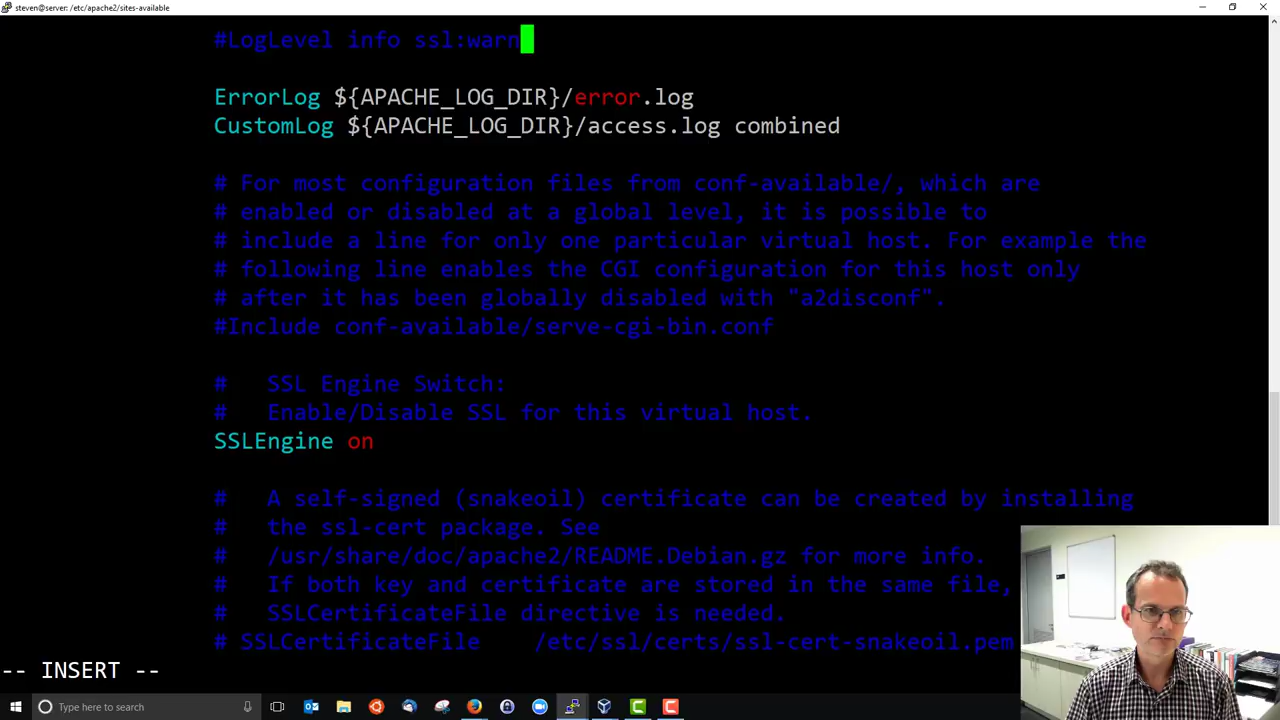 steven@server: /etc/apache2/sites-available
#LogLevel info ssl:warn
ErrorLog ${APACHE_LOG_DIR}/error.log
CustomLog ${APACHE_LOG_DIR}/access.log combined
# For most configuration files from conf-available/, which are
# enabled or disabled at a global level, it is possible to
# include a line for only one particular virtual host. For example the
# following line enables the CGI configuration for this host only
# after it has been globally disabled with "a2disconf".
#Include conf-available/serve-cgi-bin.conf
#   SSL Engine Switch:
#   Enable/Disable SSL for this virtual host.
SSLEngine on
#   A self-signed (snakeoil) certificate can be created by installing
#   the ssl-cert package. See
#   /usr/share/doc/apache2/README.Debian.gz for more info.
#   If both key and certificate are stored in the same file,
#   SSLCertificateFile directive is needed.
# SSLCertificateFile    /etc/ssl/certs/ssl-cert-snakeoil.pem
-- INSERT --
Type here to search